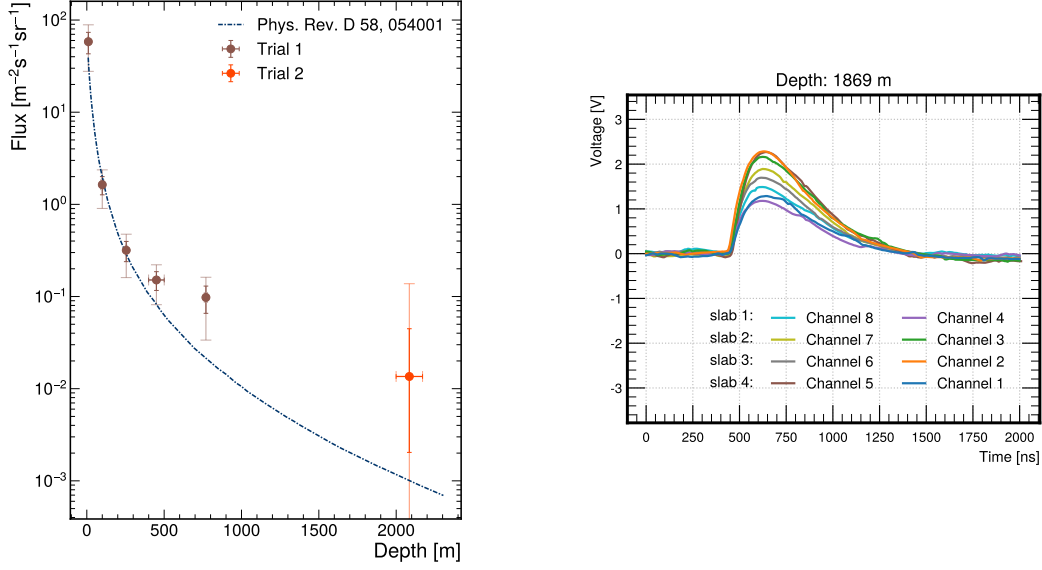 Flux [m⁻²s⁻¹sr⁻¹]
10²
10¹
10⁰
10⁻¹
10⁻²
10⁻³
Phys. Rev. D 58, 054001
Trial 1
Trial 2
0 500 1000 1500 2000
Depth [m]
Depth: 1869 m
Voltage [V]
3
2
1
0
-1
-2
-3
slab 1: Channel 8 Channel 4
slab 2: Channel 7 Channel 3
slab 3: Channel 6 Channel 2
slab 4: Channel 5 Channel 1
0 250 500 750 1000 1250 1500 1750 2000
Time [ns]